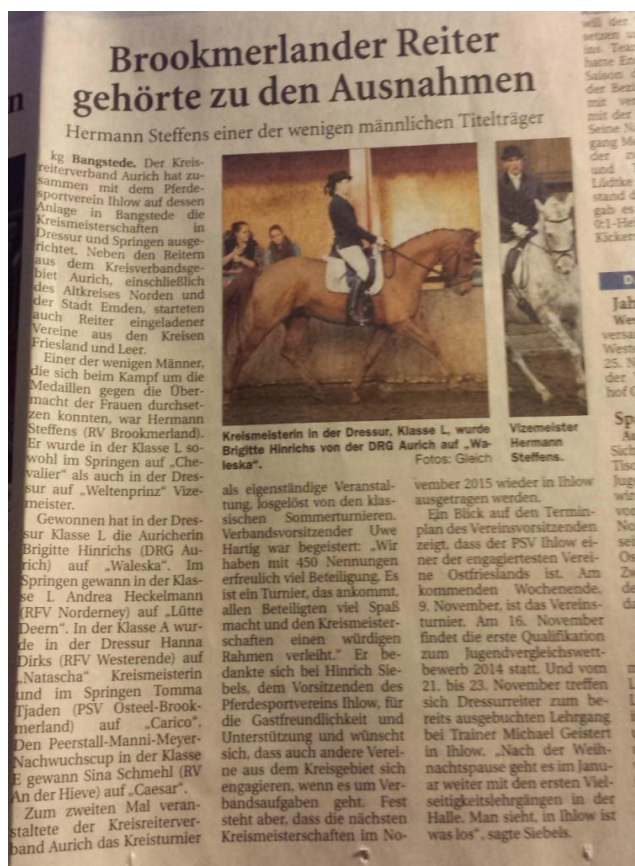 Brookmerlander Reiter
gehörte zu den Ausnahmen
Hermann Steffens einer der wenigen männlichen Titelträger
kg Bangstede. Der Kreis-
reiterverband Aurich hat zu-
sammen mit dem Pferde-
sportverein Ihlow auf dessen
Anlage in Bangstede die
Kreismeisterschaften in
Dressur und Springen ausge-
richtet. Neben den Reitern
aus dem Kreisverbandsge-
biet Aurich, einschließlich
des Altkreises Norden und
der Stadt Emden, starteten
auch Reiter eingeladener
Vereine aus den Kreisen
Friesland und Leer.
Einer der wenigen Männer,
die sich beim Kampf um die
Medaillen gegen die Über-
macht der Frauen durchset-
zen konnten, war Hermann
Steffens (RV Brookmerland).
Er wurde in der Klasse L so-
wohl im Springen auf „Che-
valier“ als auch in der Dres-
sur auf „Weltenprinz“ Vize-
meister.
Gewonnen hat in der Dres-
sur Klasse L die Auricherin
Brigitte Hinrichs (DRG Au-
rich) auf „Waleska“. Im
Springen gewann in der Klas-
se L Andrea Heckelmann
(RFV Norderney) auf „Lütte
Deern“. In der Klasse A wur-
de in der Dressur Hanna
Dirks (RFV Westerende) auf
„Natascha“ Kreismeisterin
und im Springen Tomma
Tjaden (PSV Osteel-Brook-
merland) auf „Carico“.
Den Peerstall-Manni-Meyer-
Nachwuchscup in der Klasse
E gewann Sina Schmehl (RV
An der Hieve) auf „Caesar“.
Zum zweiten Mal veran-
staltete der Kreisreiterver-
band Aurich das Kreisturnier
Kreismeisterin in der Dressur, Klasse L, wurde
Brigitte Hinrichs von der DRG Aurich auf „Wa-
leska“. Fotos: Gleich
Vizemeister
Hermann
Steffens.
als eigenständige Veranstal-
tung, losgelöst von den klas-
sischen Sommerturnieren.
Verbandsvorsitzender Uwe
Hartig war begeistert: „Wir
haben mit 450 Nennungen
erfreulich viel Beteiligung. Es
ist ein Turnier, das ankommt,
allen Beteiligten viel Spaß
macht und den Kreismeister-
schaften einen würdigen
Rahmen verleiht.“ Er be-
dankte sich bei Hinrich Sie-
bels, dem Vorsitzenden des
Pferdesportvereins Ihlow, für
die Gastfreundlichkeit und
Unterstützung und wünscht
sich, dass auch andere Verei-
ne aus dem Kreisgebiet sich
engagieren, wenn es um Ver-
bandsaufgaben geht. Fest
steht aber, dass die nächsten
Kreismeisterschaften im No-
vember 2015 wieder in Ihlow
ausgetragen werden.
Ein Blick auf den Termin-
plan des Vereinsvorsitzenden
zeigt, dass der PSV Ihlow ei-
ner der engagiertesten Verei-
ne Ostfrieslands ist. Am
kommenden Wochenende,
9. November, ist das Vereins-
turnier. Am 16. November
findet die erste Qualifikation
zum Jugendvergleichswett-
bewerb 2014 statt. Und vom
21. bis 23. November treffen
sich Dressurreiter zum be-
reits ausgebuchten Lehrgang
bei Trainer Michael Geistert
in Ihlow. „Nach der Weih-
nachtspause geht es im Janu-
ar weiter mit den ersten Viel-
seitigkeitslehrgängen in der
Halle. Man sieht, in Ihlow ist
was los“, sagte Siebels.